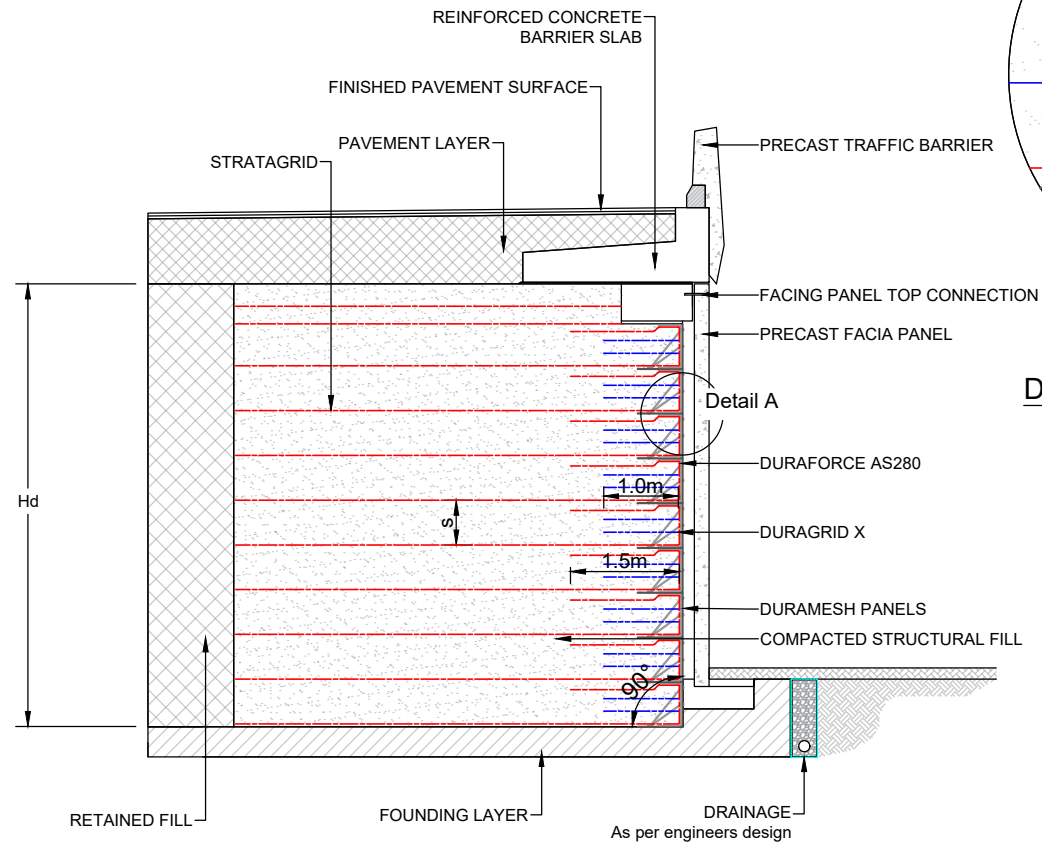 REINFORCED CONCRETE
BARRIER SLAB
FINISHED PAVEMENT SURFACE
PAVEMENT LAYER
STRATAGRID
PRECAST TRAFFIC BARRIER
FACING PANEL TOP CONNECTION
PRECAST FACIA PANEL
D
Detail A
DURAFORCE AS280
1.0m
Hd
s
DURAGRID X
1.5m
DURAMESH PANELS
COMPACTED STRUCTURAL FILL
90°
RETAINED FILL
FOUNDING LAYER
DRAINAGE
As per engineers design